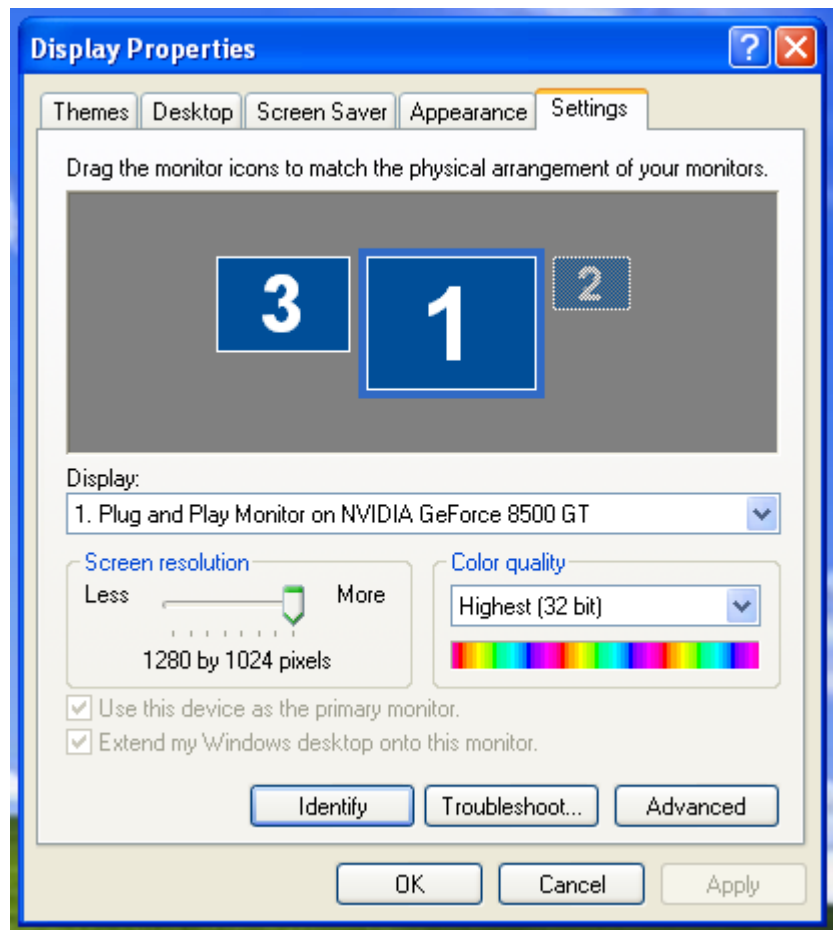 Display Properties
Themes Desktop Screen Saver Appearance Settings
Drag the monitor icons to match the physical arrangement of your monitors.
3 1 2
Display:
1. Plug and Play Monitor on NVIDIA GeForce 8500 GT
Screen resolution
Less More
1280 by 1024 pixels
Color quality
Highest (32 bit)
Use this device as the primary monitor.
Extend my Windows desktop onto this monitor.
Identify Troubleshoot... Advanced
OK Cancel Apply